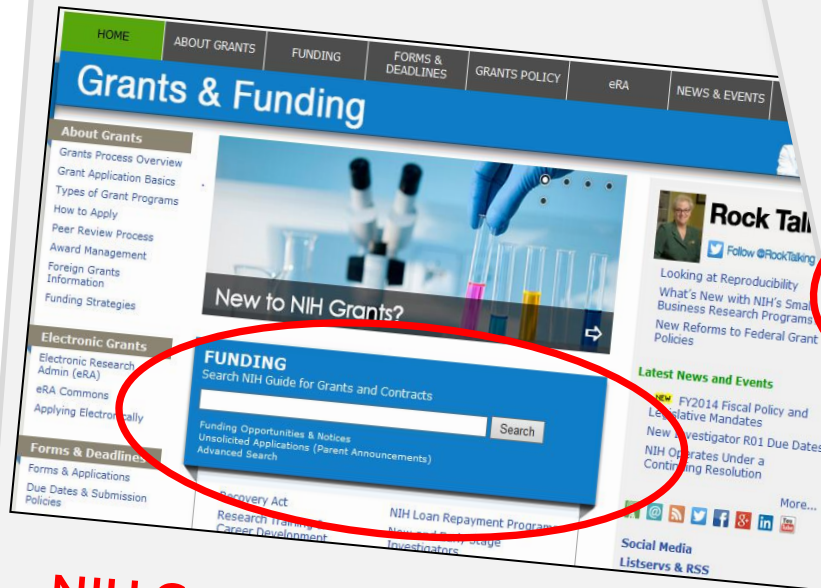 HOME
ABOUT GRANTS
FUNDING
FORMS &
DEADLINES
GRANTS POLICY
eRA
NEWS & EVENTS
Grants & Funding
About Grants
Grants Process Overview
Grant Application Basics
Types of Grant Programs
How to Apply
Peer Review Process
Award Management
Foreign Grants
Information
Funding Strategies
Electronic Grants
Electronic Research
Admin (eRA)
eRA Commons
Applying Electronically
Forms & Deadlines
Forms & Applications
Due Dates & Submission
Policies
New to NIH Grants?
FUNDING
Search NIH Guide for Grants and Contracts
Search
Funding Opportunities & Notices
Unsolicited Applications (Parent Announcements)
Advanced Search
Recovery Act
Research Training
Career Development
NIH Loan Repayment
New and Early Stage
Investigators
Rock
Follow @RockTalking
Looking at Reproducibility
What's New with NIH's Small
Business Research Programs
New Reforms to Federal Grant
Policies
Latest News and Events
NEW FY2014 Fiscal Policy and
Legislative Mandates
New Investigator R01 Due Dates
NIH Operates Under a
Continuing Resolution
More...
Social Media
Listservs & RSS
NIH